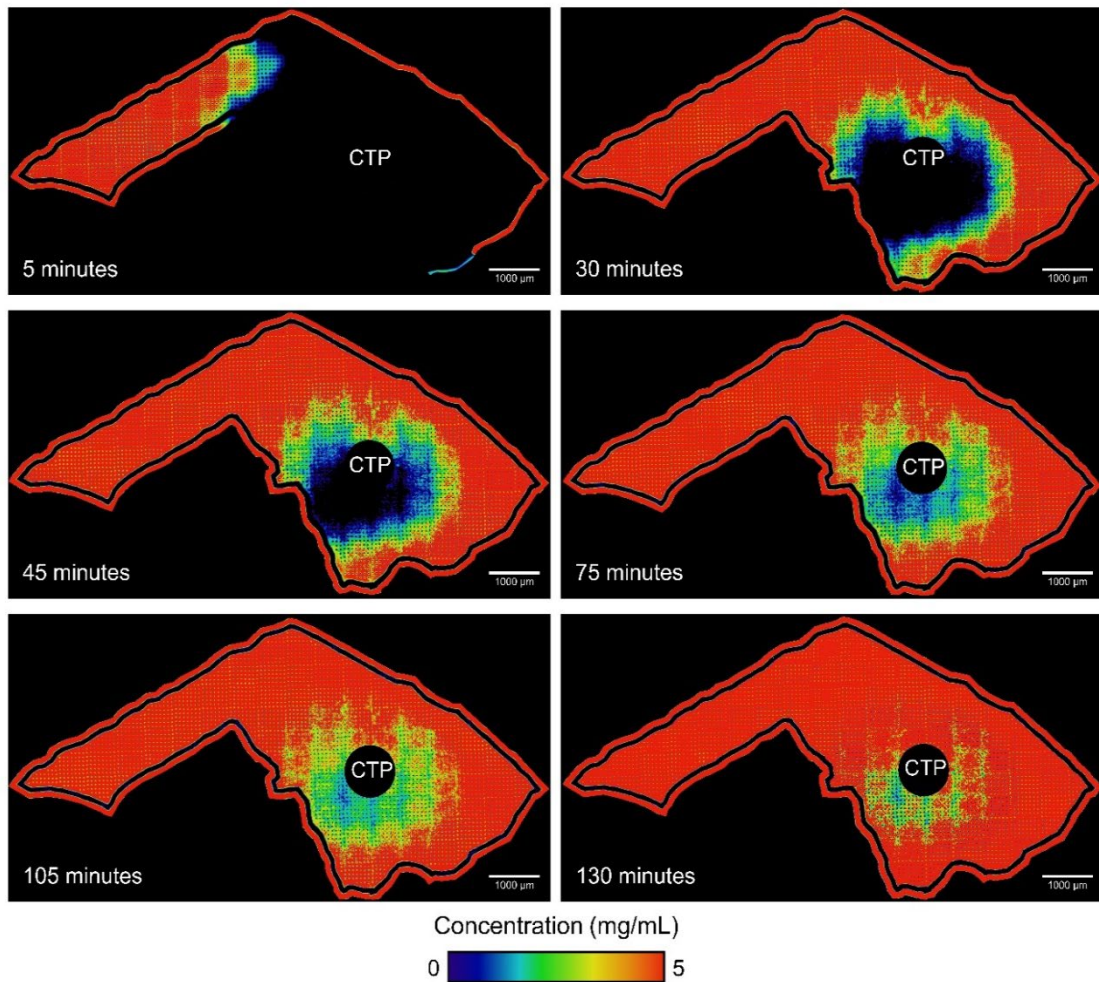 CTP
5 minutes
1000 µm
CTP
30 minutes
1000 µm
CTP
45 minutes
1000 µm
CTP
75 minutes
1000 µm
CTP
105 minutes
1000 µm
CTP
130 minutes
1000 µm
Concentration (mg/mL)
0 5